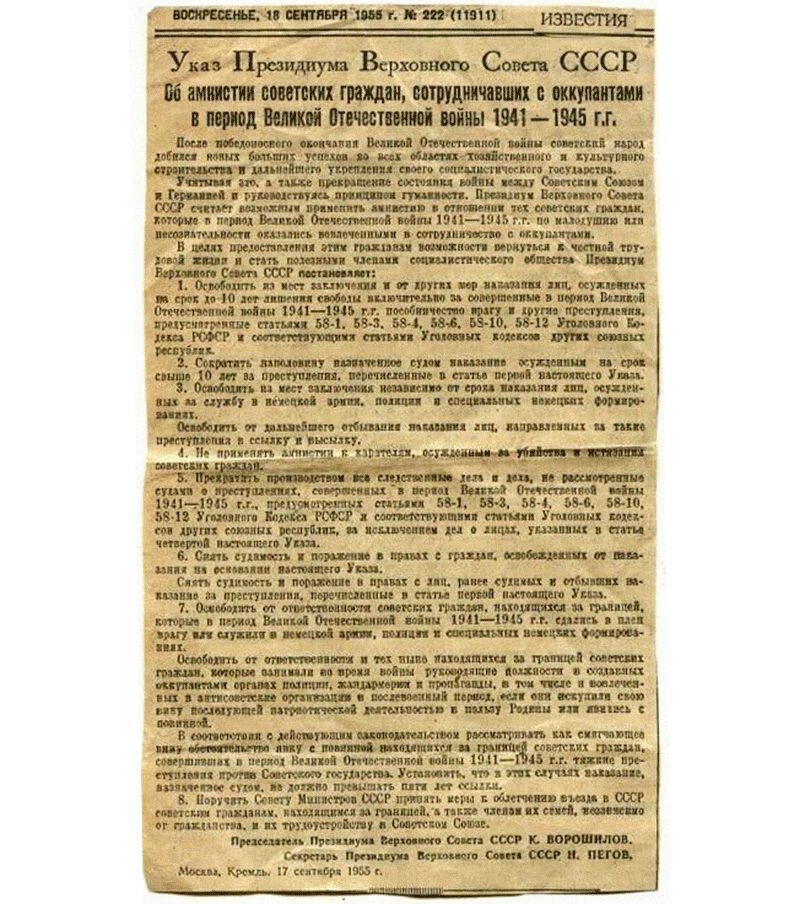 ВОСКРЕСЕНЬЕ, 18 СЕНТЯБРЯ 1955 г. № 222 (11911)
ИЗВЕСТИЯ
Указ Президиума Верховного Совета СССР
Об амнистии советских граждан, сотрудничавших с оккупантами
в период Великой Отечественной войны 1941—1945 г.г.
После победоносного окончания Великой Отечественной войны советский народ
добился новых больших успехов во всех областях хозяйственного и культурного
строительства и дальнейшего укрепления своего социалистического государства.
Учитывая это, а также прекращение состояния войны между Советским Союзом
и Германией и руководствуясь принципом гуманности, Президиум Верховного Совета
СССР считает возможным применить амнистию в отношении тех советских граждан,
которые в период Великой Отечественной войны 1941—1945 г.г. по малодушию или
несознательности оказались вовлеченными в сотрудничество с оккупантами.
В целях предоставления этим гражданам возможности вернуться к честной тру-
довой жизни и стать полезными членами социалистического общества Президиум
Верховного Совета СССР постановляет:
1. Освободить из мест заключения и от других мер наказания лиц, осужденных
на срок до 10 лет лишения свободы включительно за совершенные в период Великой
Отечественной войны 1941—1945 г.г. пособничество врагу и другие преступления,
предусмотренные статьями 58-1, 58-3, 58-4, 58-6, 58-10, 58-12 Уголовного Ко-
декса РСФСР и соответствующими статьями Уголовных кодексов других союзных
республик.
2. Сократить наполовину назначенное судом наказание осужденным на срок
свыше 10 лет за преступления, перечисленные в статье первой настоящего Указа.
3. Освободить из мест заключения независимо от срока наказания лиц, осужден-
ных за службу в немецкой армии, полиции и специальных немецких формиро-
ваниях.
Освободить от дальнейшего отбывания наказания лиц, направленных за такие
преступления в ссылку и высылку.
4. Не применять амнистии к карателям, осужденным за убийства и истязания
советских граждан.
5. Прекратить производством все следственные дела и дела, не рассмотренные
судами о преступлениях, совершенных в период Великой Отечественной войны
1941—1945 г.г., предусмотренных статьями 58-1, 58-3, 58-4, 58-6, 58-10,
58-12 Уголовного Кодекса РСФСР и соответствующими статьями Уголовных кодек-
сов других союзных республик, за исключением дел о лицах, указанных в статье
четвертой настоящего Указа.
6. Снять судимость и поражение в правах с граждан, освобожденных от нака-
зания на основании настоящего Указа.
Снять судимость и поражение в правах с лиц, ранее судимых и отбывших на-
казание за преступления, перечисленные в статье первой настоящего Указа.
7. Освободить от ответственности советских граждан, находящихся за границей,
которые в период Великой Отечественной войны 1941—1945 г.г. сдались в плен
врагу или служили в немецкой армии, полиции и специальных немецких формирова-
ниях.
Освободить от ответственности и тех ныне находящихся за границей советских
граждан, которые занимали во время войны руководящие должности в созданных
оккупантами органах полиции, жандармерии и пропаганды, в том числе и вовлечен-
ных в антисоветские организации в послевоенный период, если они искупили свою
вину последующей патриотической деятельностью в пользу Родины или явились с
повинной.
В соответствии с действующим законодательством рассматривать как смягчающее
вину обстоятельство явку с повинной находящихся за границей советских граждан,
совершивших в период Великой Отечественной войны 1941—1945 г.г. тяжкие пре-
ступления против Советского государства. Установить, что в этих случаях наказание,
назначенное судом, не должно превышать пяти лет ссылки.
8. Поручить Совету Министров СССР принять меры к облегчению въезда в СССР
советским гражданам, находящимся за границей, а также членам их семей, независимо
от гражданства, и их трудоустройству в Советском Союзе.
Председатель Президиума Верховного Совета СССР К. ВОРОШИЛОВ.
Секретарь Президиума Верховного Совета СССР Н. ПЕГОВ.
Москва, Кремль. 17 сентября 1955 г.